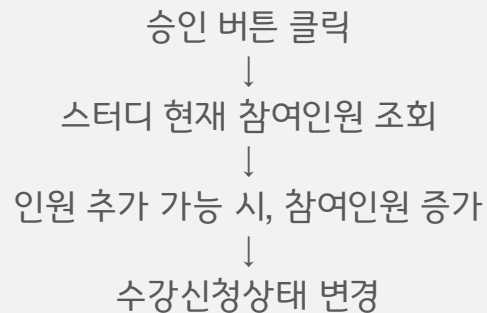 승인 버튼 클릭
↓
스터디 현재 참여인원 조회
↓
인원 추가 가능 시, 참여인원 증가
↓
수강신청상태 변경